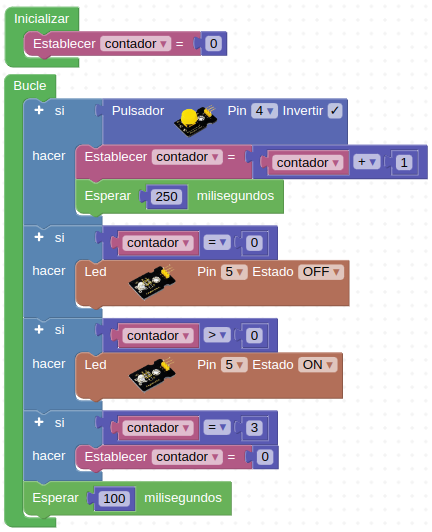 Inicializar
Establecer contador = 0
Bucle
+ si Pulsador Pin 4 Invertir ✓
hacer Establecer contador = contador + 1
Esperar 250 milisegundos
+ si contador = 0
hacer Led Pin 5 Estado OFF
+ si contador > 0
hacer Led Pin 5 Estado ON
+ si contador = 3
hacer Establecer contador = 0
Esperar 100 milisegundos